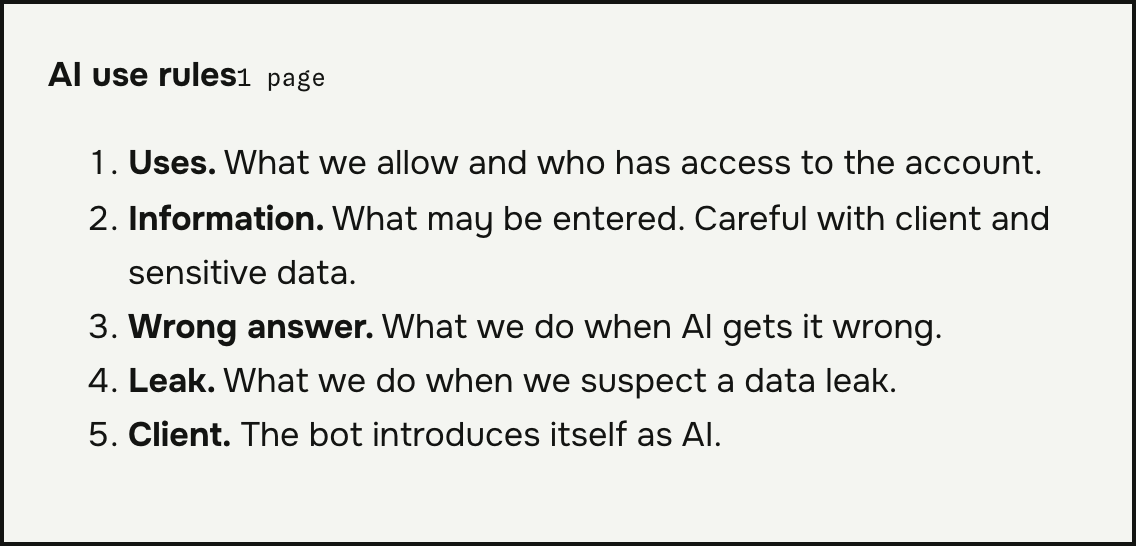 AI use rules1 page
1. Uses. What we allow and who has access to the account.
2. Information. What may be entered. Careful with client and
sensitive data.
3. Wrong answer. What we do when AI gets it wrong.
4. Leak. What we do when we suspect a data leak.
5. Client. The bot introduces itself as AI.